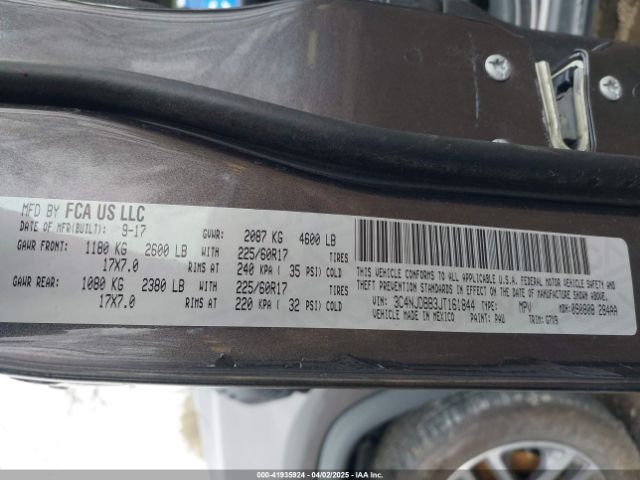 MFD BY FCA US LLC
DATE OF MFR(BUILT): 9-17 GVWR: 2087 KG 4600 LB
GAWR FRONT: 1180 KG 2600 LB WITH 225/60R17 TIRES
17X7.0 RIMS AT 240 KPA ( 35 PSI) COLD
GAWR REAR: 1080 KG 2380 LB WITH 225/60R17 TIRES
17X7.0 RIMS AT 220 KPA ( 32 PSI) COLD
THIS VEHICLE CONFORMS TO ALL APPLICABLE U.S.A. FEDERAL MOTOR VEHICLE SAFETY AND
THEFT PREVENTION STANDARDS IN EFFECT ON THE DATE OF MANUFACTURE SHOWN ABOVE.
VIN: 3C4NJDBB3JT161844 TYPE: MPV MDH: 284AA
VEHICLE MADE IN MEXICO PAINT: PAU TRIM: G7X9
000-41935924 | 04/02/2025 - IAA Inc. (C)